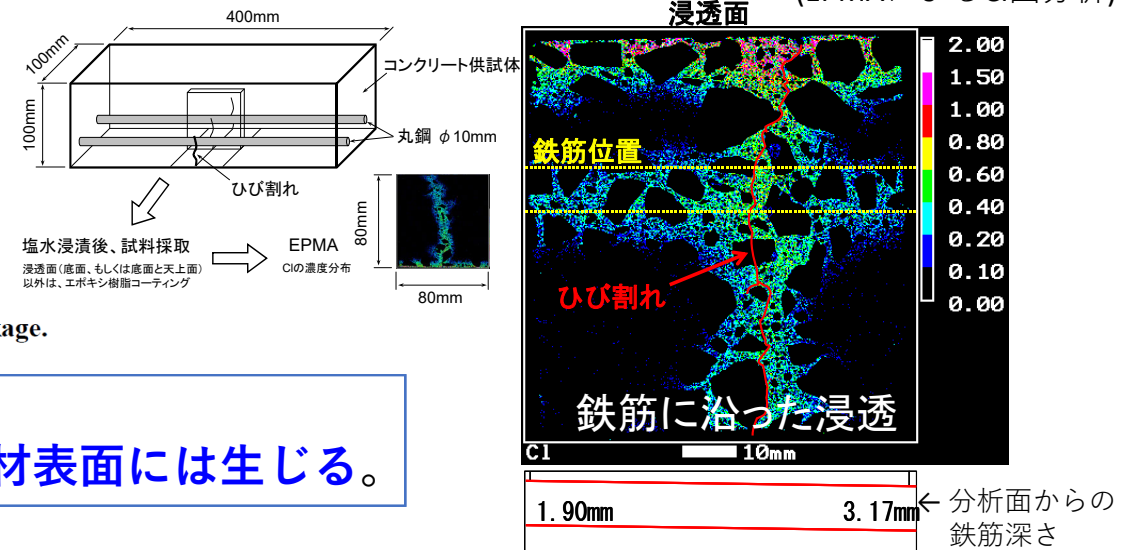 400mm
100mm
100mm
コンクリート供試体
丸鋼 φ10mm
ひび割れ
塩水浸漬後、試料採取
浸透面(底面、もしくは底面と天上面)
以外は、エポキシ樹脂コーティング
EPMA
Clの濃度分布
80mm
80mm
材表面には生じる。
浸透面
鉄筋位置
ひび割れ
鉄筋に沿った浸透
Cl
10mm
2.00
1.50
1.00
0.80
0.60
0.40
0.20
0.10
0.00
1.90mm
3.17mm
← 分析面からの
鉄筋深さ